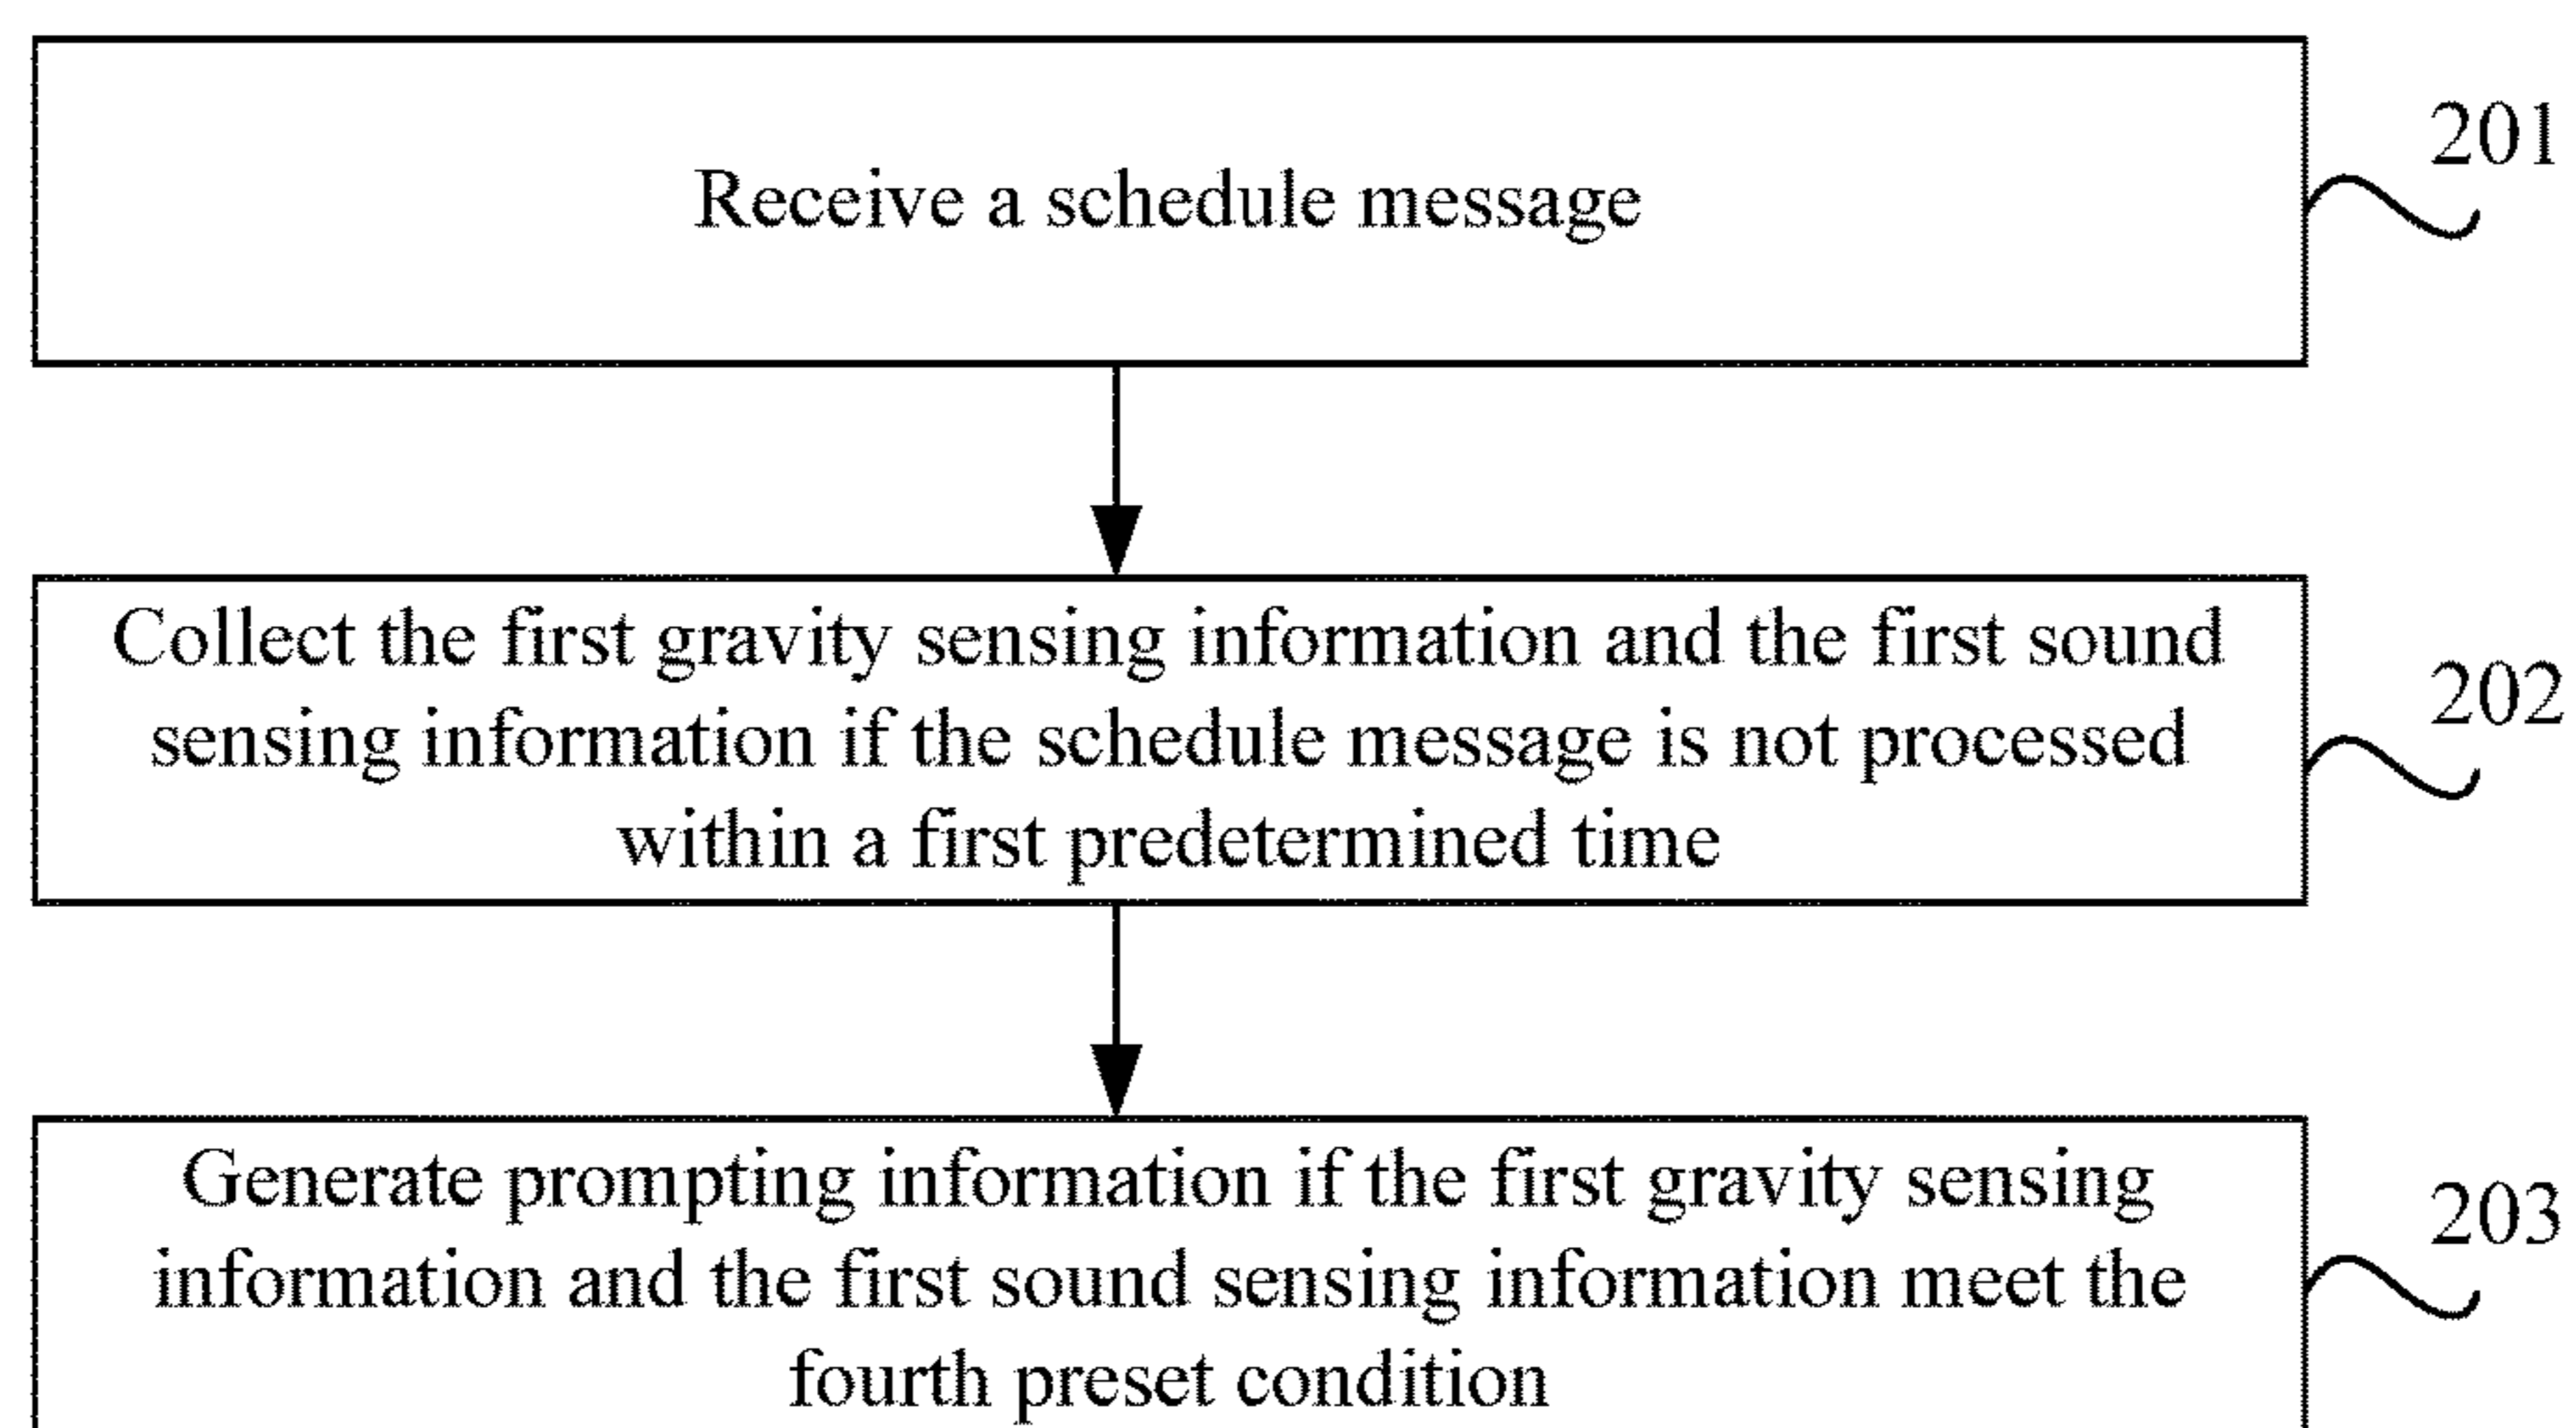 Receive a schedule message
201
Collect the first gravity sensing information and the first sound
sensing information if the schedule message is not processed
within a first predetermined time
202
Generate prompting information if the first gravity sensing
information and the first sound sensing information meet the
fourth preset condition
203